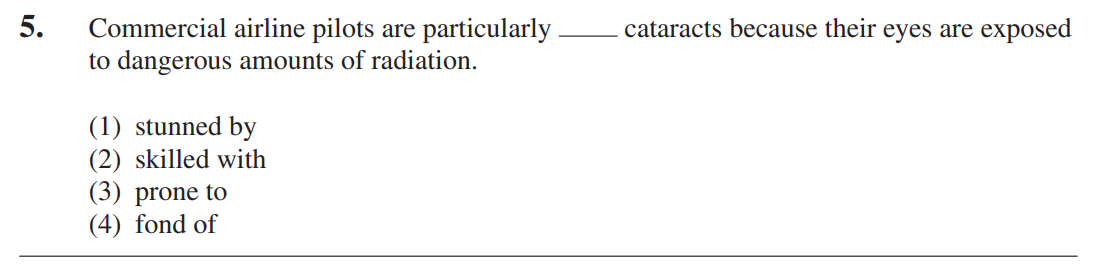 5. Commercial airline pilots are particularly ____ cataracts because their eyes are exposed
to dangerous amounts of radiation.
(1) stunned by
(2) skilled with
(3) prone to
(4) fond of